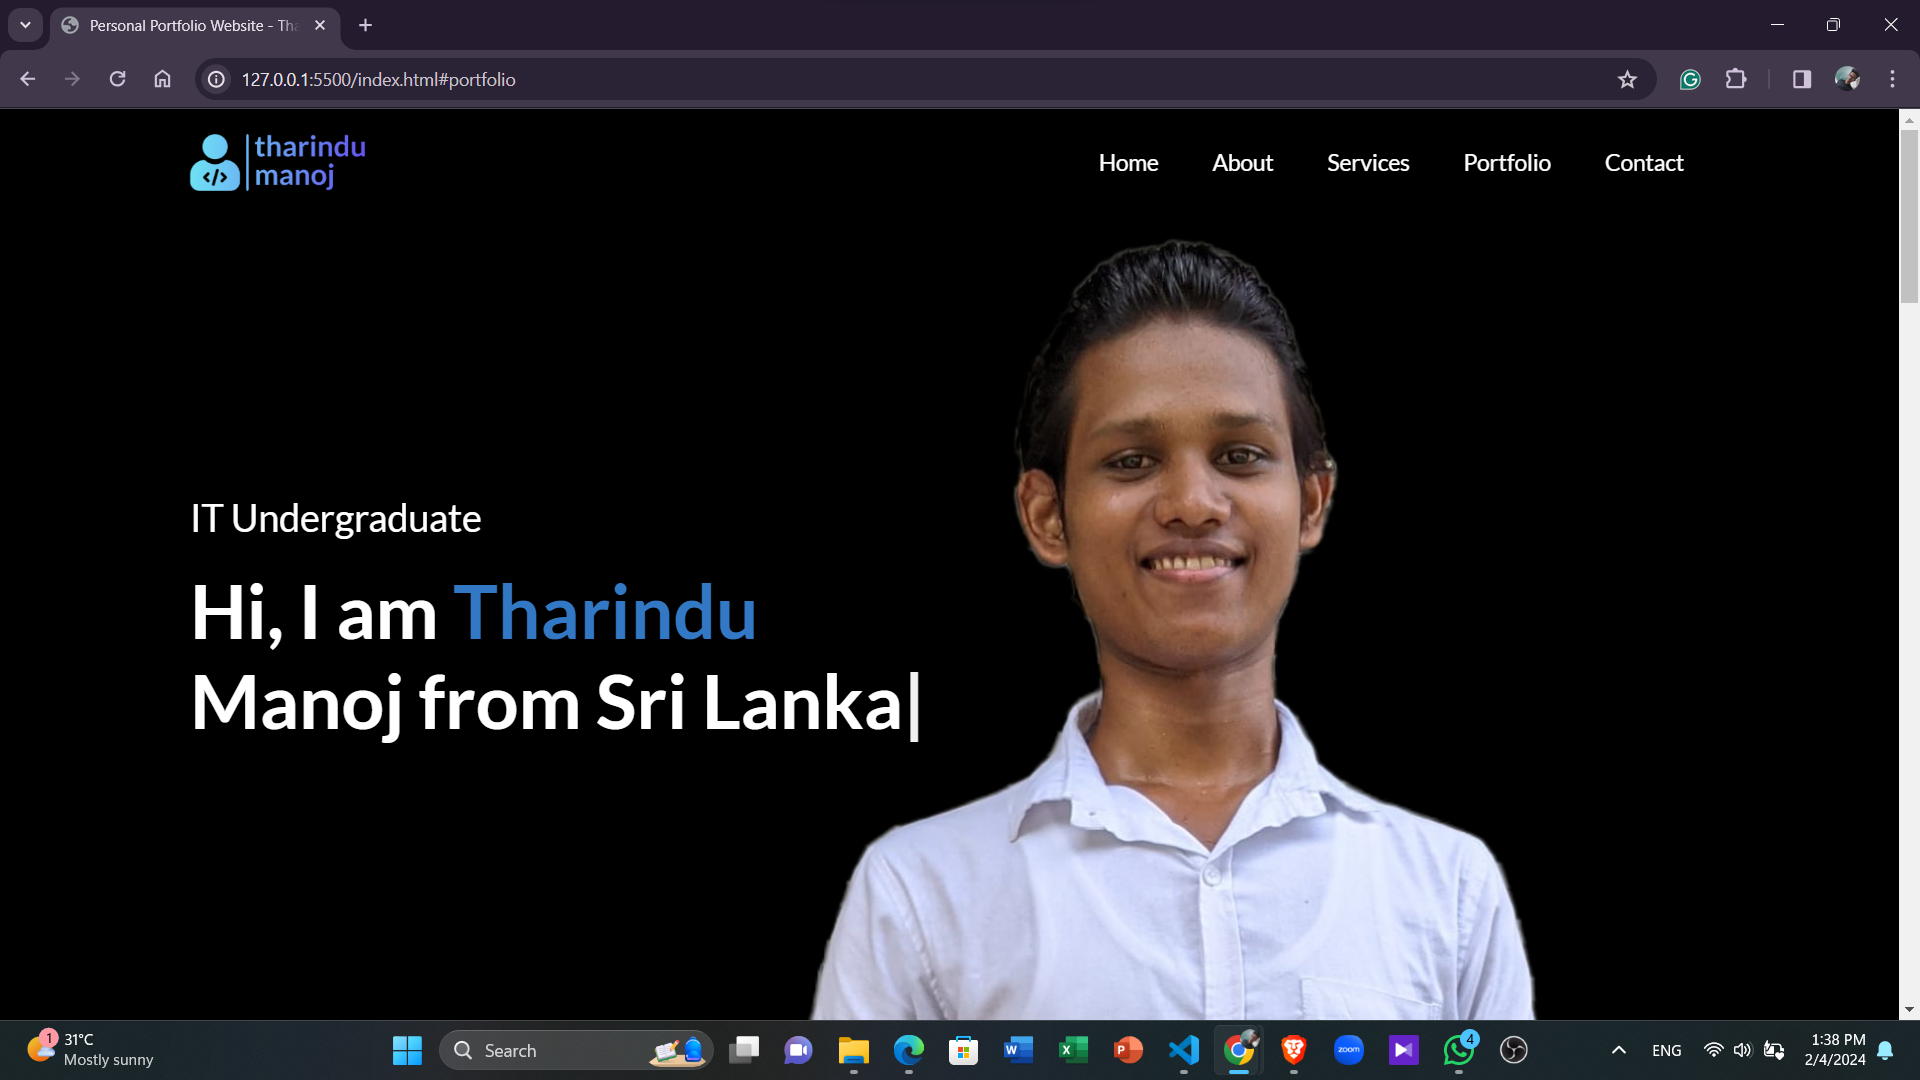 Personal Portfolio Website - Tha
127.0.0.1:5500/index.html#portfolio
tharindu
manoj
</>
Home About Services Portfolio Contact
IT Undergraduate
Hi, I am Tharindu
Manoj from Sri Lanka|
1
31°C
Mostly sunny
Search
zoom
4
ENG
1:38 PM
2/4/2024